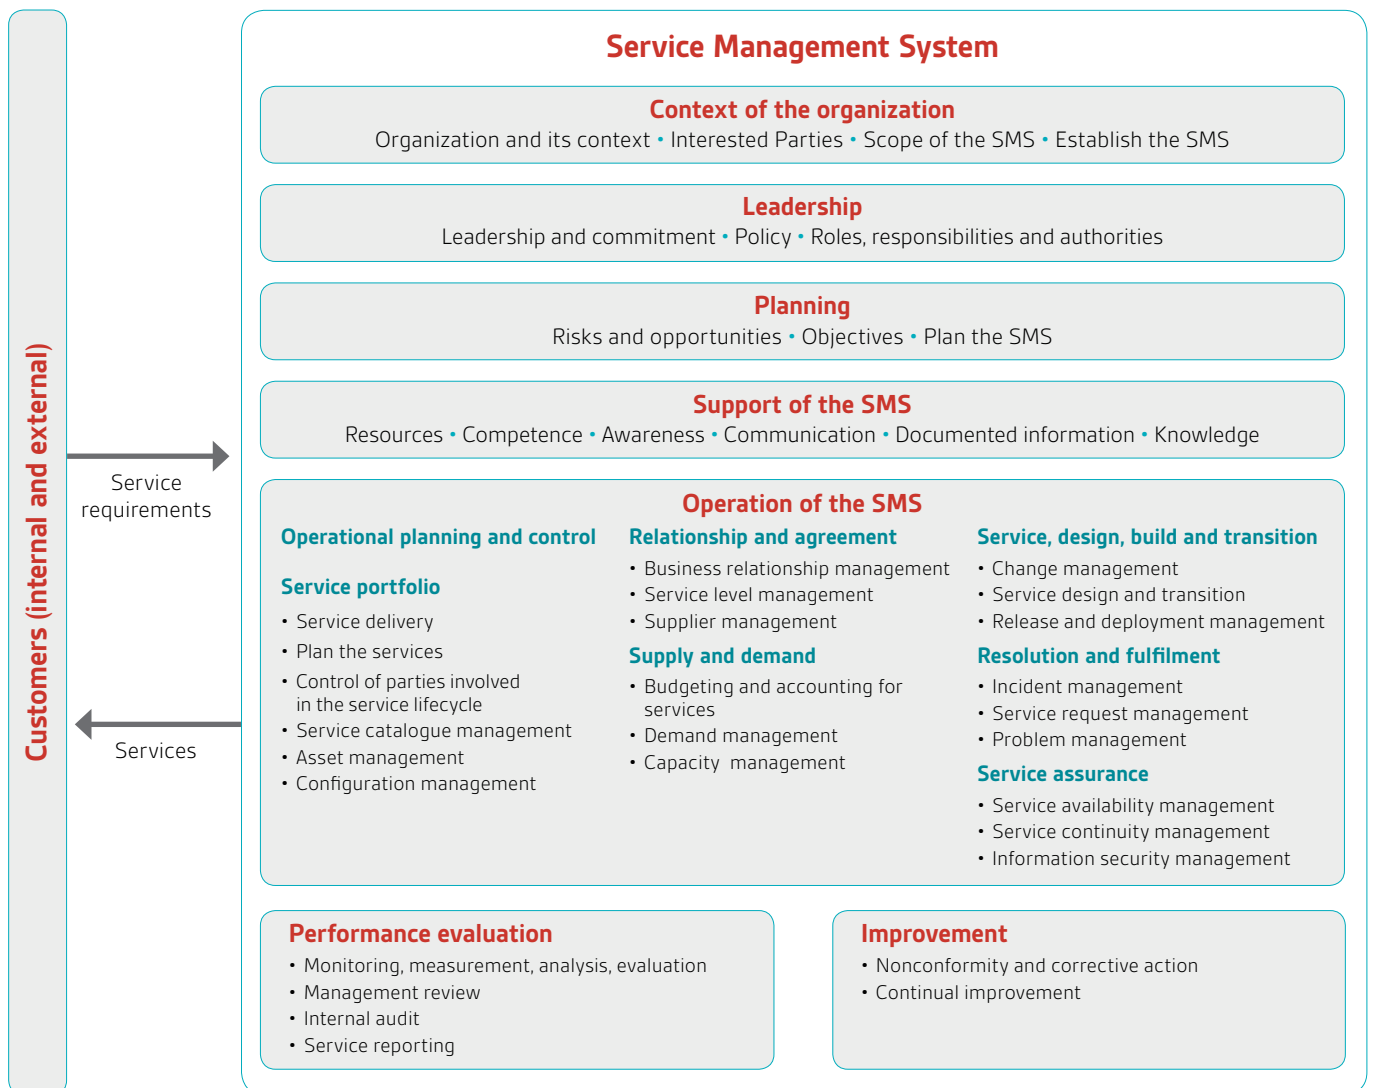 Customers (internal and external)
Service
requirements
Services
Service Management System
Context of the organization
Organization and its context • Interested Parties • Scope of the SMS • Establish the SMS
Leadership
Leadership and commitment • Policy • Roles, responsibilities and authorities
Planning
Risks and opportunities • Objectives • Plan the SMS
Support of the SMS
Resources • Competence • Awareness • Communication • Documented information • Knowledge
Operation of the SMS
Operational planning and control
Service portfolio
• Service delivery
• Plan the services
• Control of parties involved
in the service lifecycle
• Service catalogue management
• Asset management
• Configuration management
Relationship and agreement
• Business relationship management
• Service level management
• Supplier management
Supply and demand
• Budgeting and accounting for
services
• Demand management
• Capacity management
Service, design, build and transition
• Change management
• Service design and transition
• Release and deployment management
Resolution and fulfilment
• Incident management
• Service request management
• Problem management
Service assurance
• Service availability management
• Service continuity management
• Information security management
Performance evaluation
• Monitoring, measurement, analysis, evaluation
• Management review
• Internal audit
• Service reporting
Improvement
• Nonconformity and corrective action
• Continual improvement